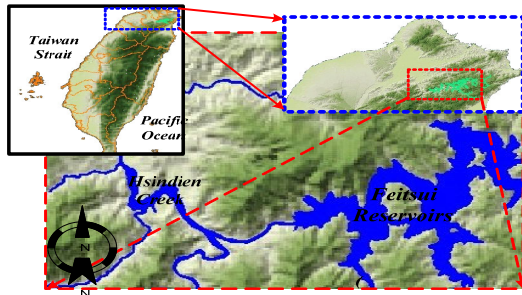 Taiwan
Strait
Pacific
Ocean
Hsindien
Creek
Feitsui
Reservoirs
N
N